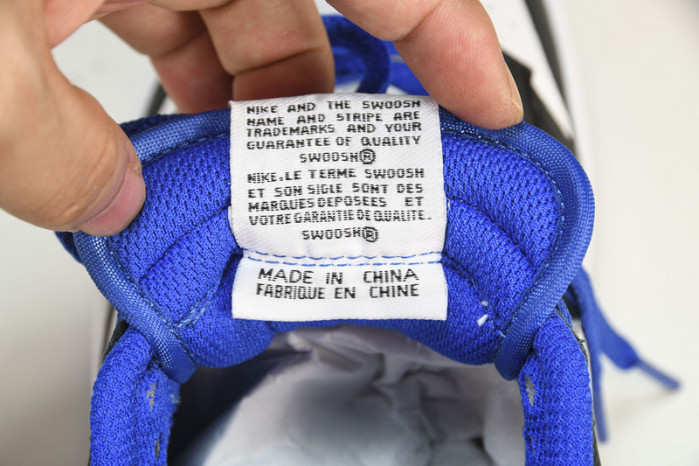 NIKE AND THE SWOOSH
NAME AND STRIPE ARE
TRADEMARKS AND YOUR
GUARANTEE OF QUALITY
SWOOSH®
NIKE.LE TERME SWOOSH
ET SON SIGLE SONT DES
MARQUES DEPOSEES ET
VOTRE GARANTIE DE QUALITE.
SWOOSH®
MADE IN CHINA
FABRIQUE EN CHINE